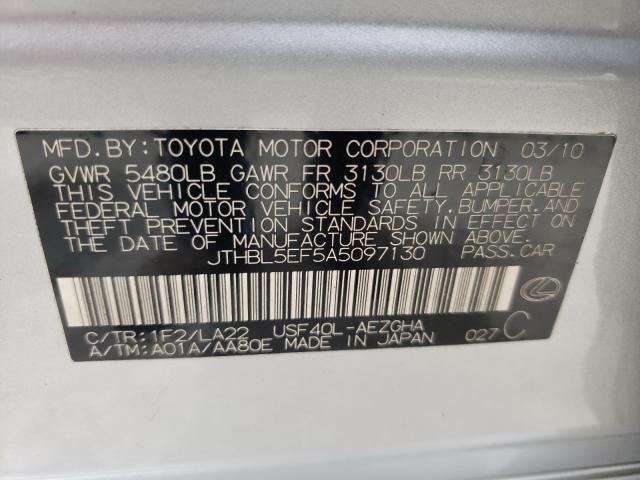 MFD. BY: TOYOTA MOTOR CORPORATION 03/10
GVWR 5480LB GAWR FR 3130LB RR 3130LB
THIS VEHICLE CONFORMS TO ALL APPLICABLE
FEDERAL MOTOR VEHICLE SAFETY, BUMPER, AND
THEFT PREVENTION STANDARDS IN EFFECT ON
THE DATE OF MANUFACTURE SHOWN ABOVE.
JTHBL5EF5A5097130 PASS. CAR
C/TR: 1F2/LA22 USF40L-AEZGHA
A/TM: A01A/AA80E MADE IN JAPAN 027 C